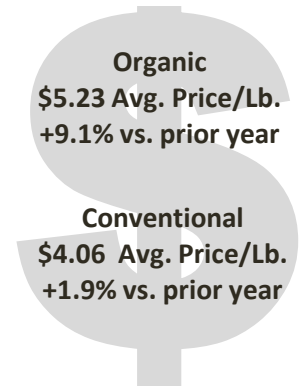 Organic
$5.23 Avg. Price/Lb.
+9.1% vs. prior year
Conventional
$4.06 Avg. Price/Lb.
+1.9% vs. prior year